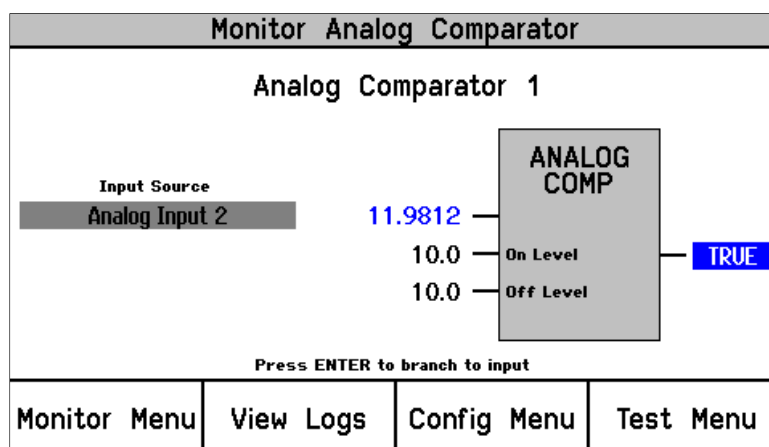 Monitor Analog Comparator
Analog Comparator 1
ANALOG
COMP
Input Source
Analog Input 2
11.9812
10.0 On Level
TRUE
10.0 Off Level
Press ENTER to branch to input
Monitor Menu View Logs Config Menu Test Menu